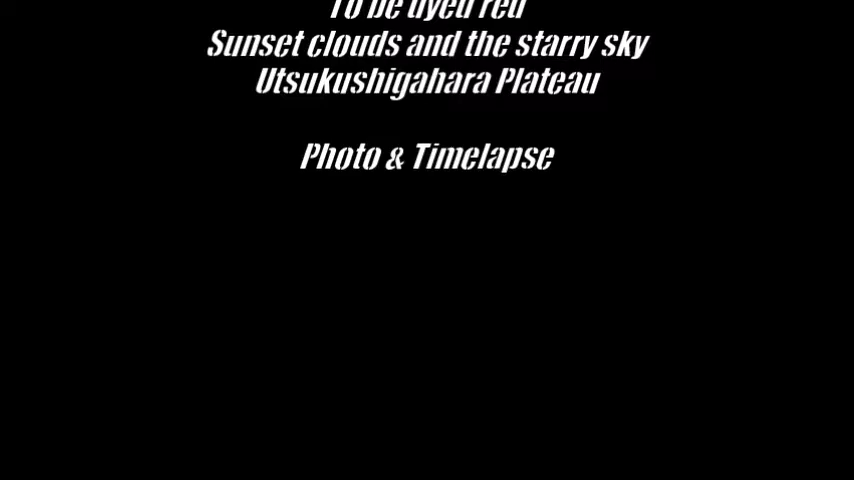 To be dyed red
Sunset clouds and the starry sky
Utsukushigahara Plateau
Photo & Timelapse